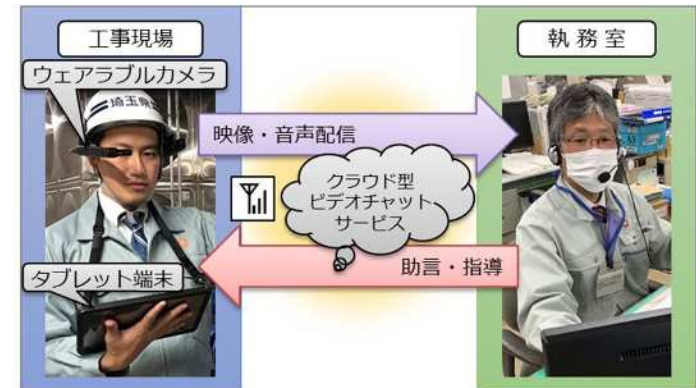 工事現場
執務室
ウェアラブルカメラ
埼玉県
映像・音声配信
クラウド型
ビデオチャット
サービス
助言・指導
タブレット端末